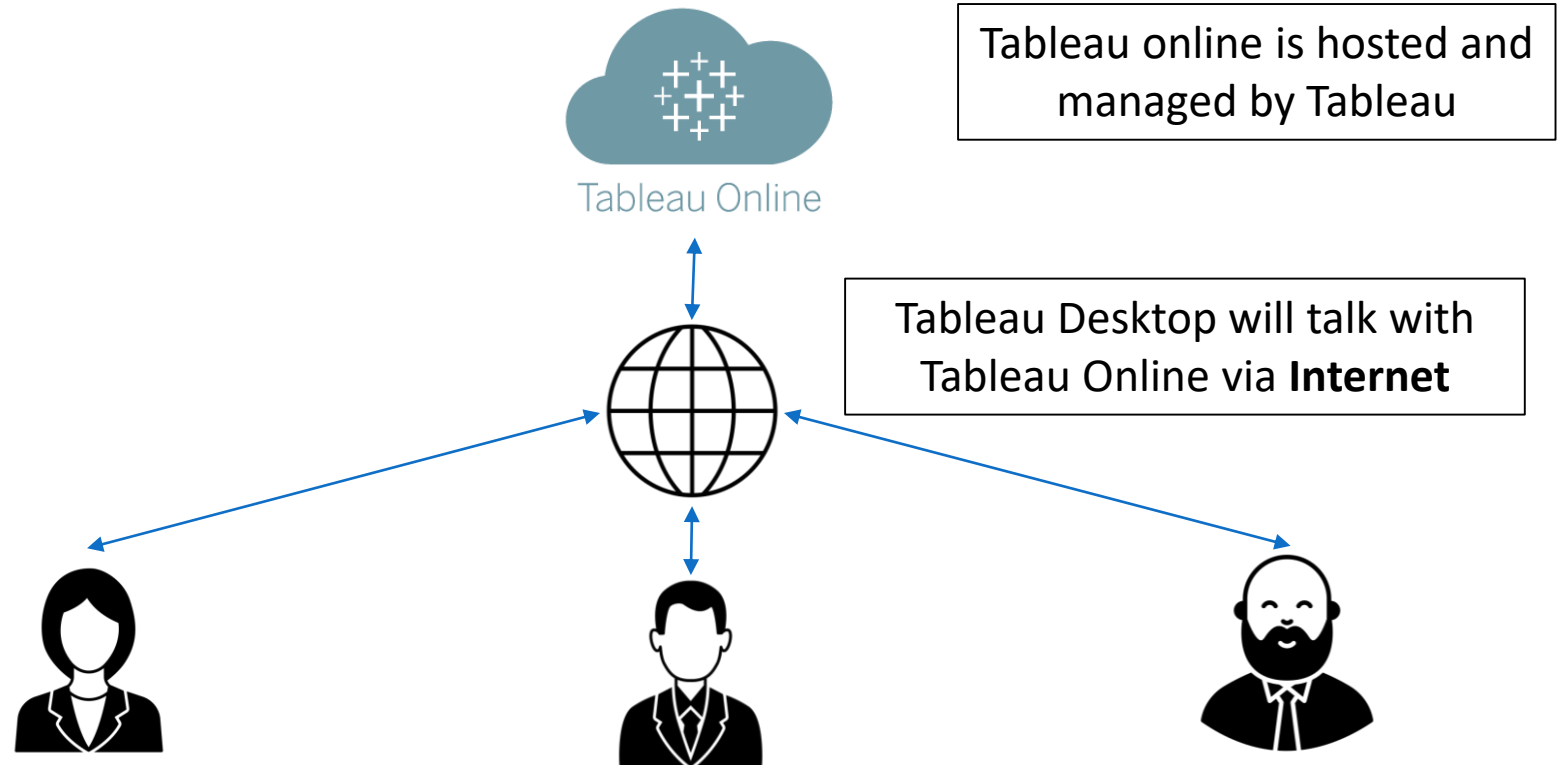 Tableau online is hosted and
managed by Tableau
Tableau Online
Tableau Desktop will talk with
Tableau Online via Internet